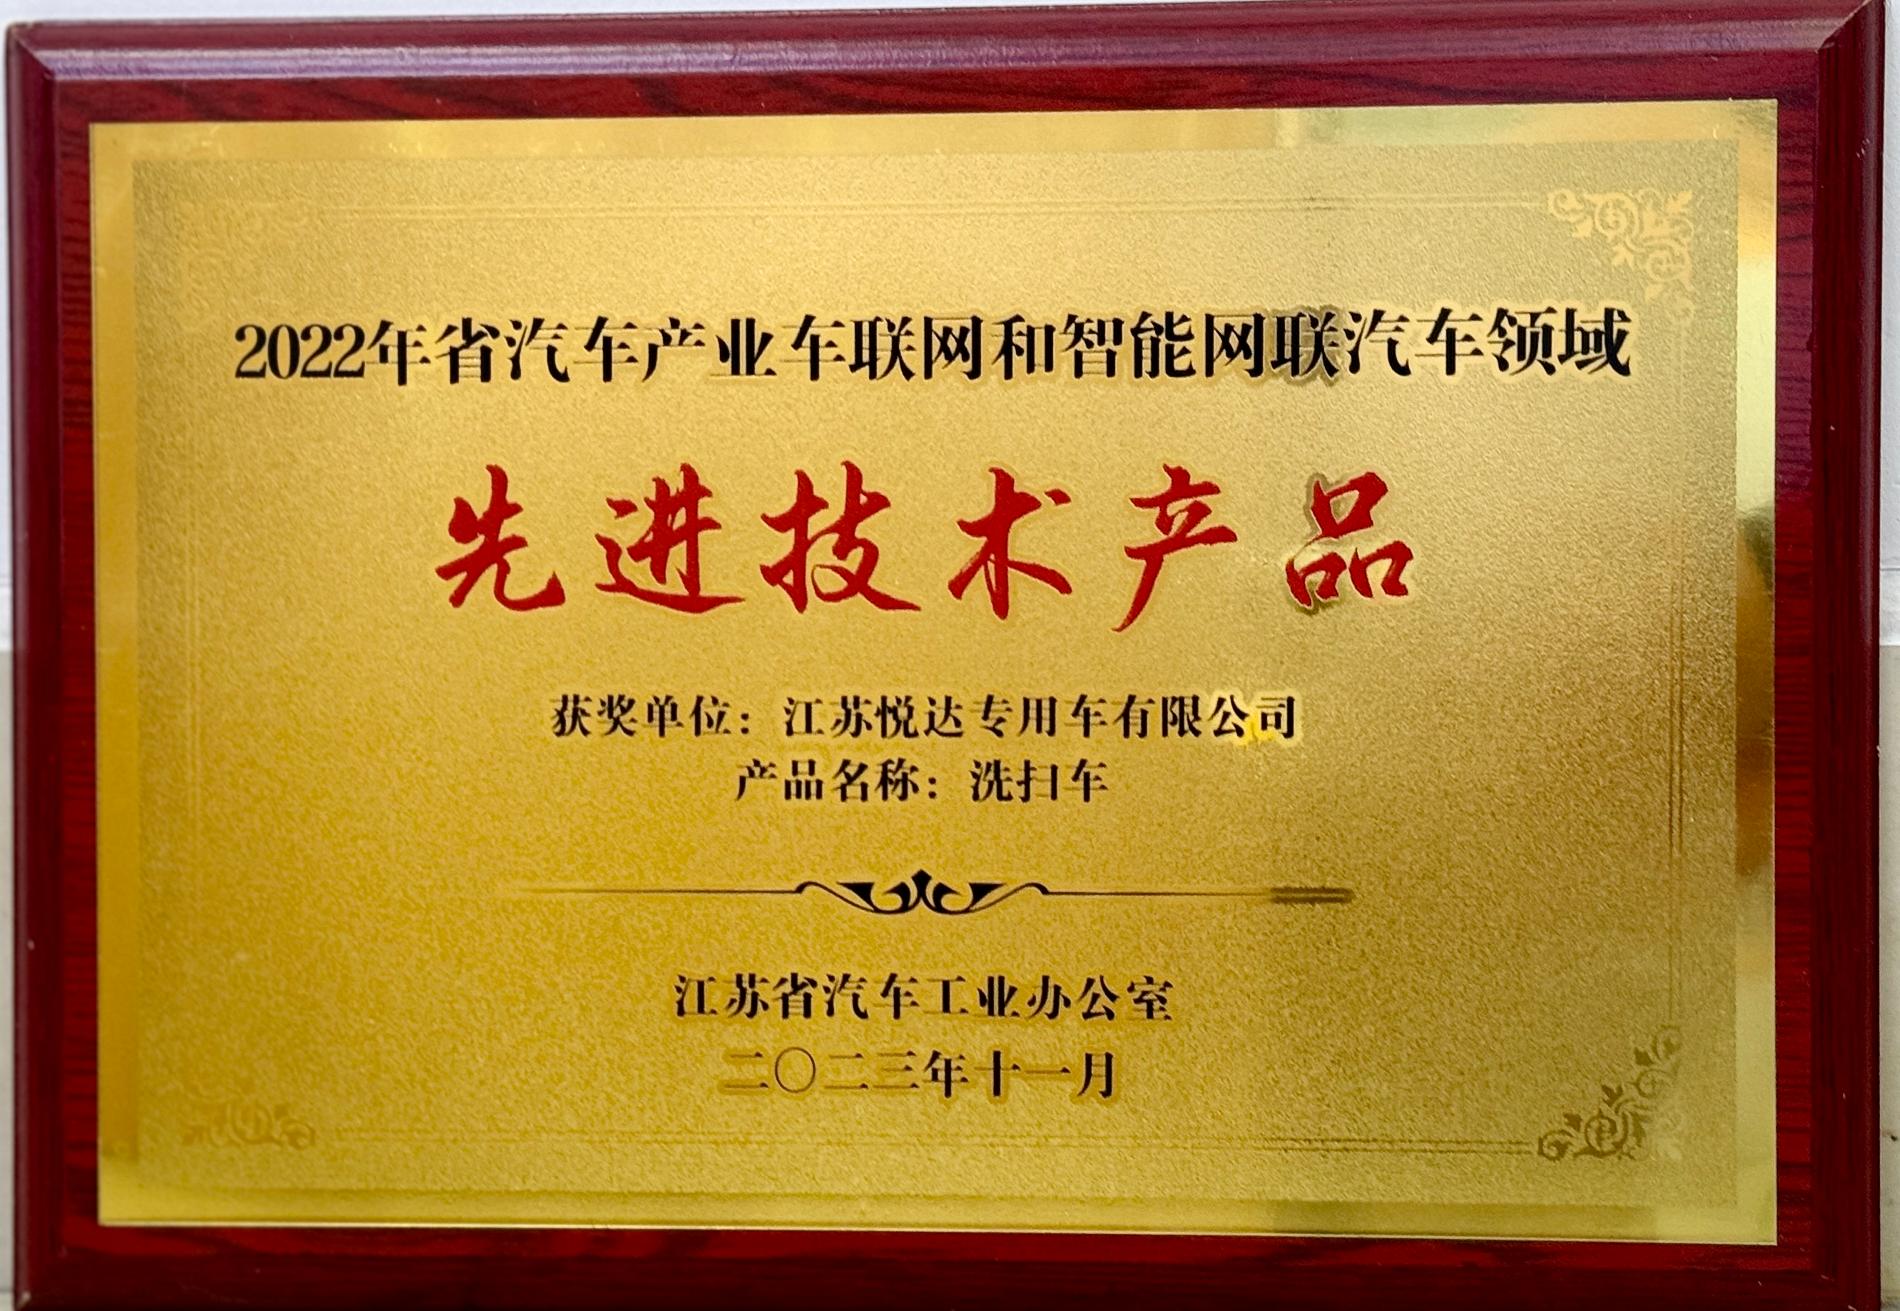 2022年省汽车产业车联网和智能网联汽车领域
先进技术产品
获奖单位：江苏悦达专用车有限公司
产品名称：洗扫车
江苏省汽车工业办公室
二〇二三年十一月